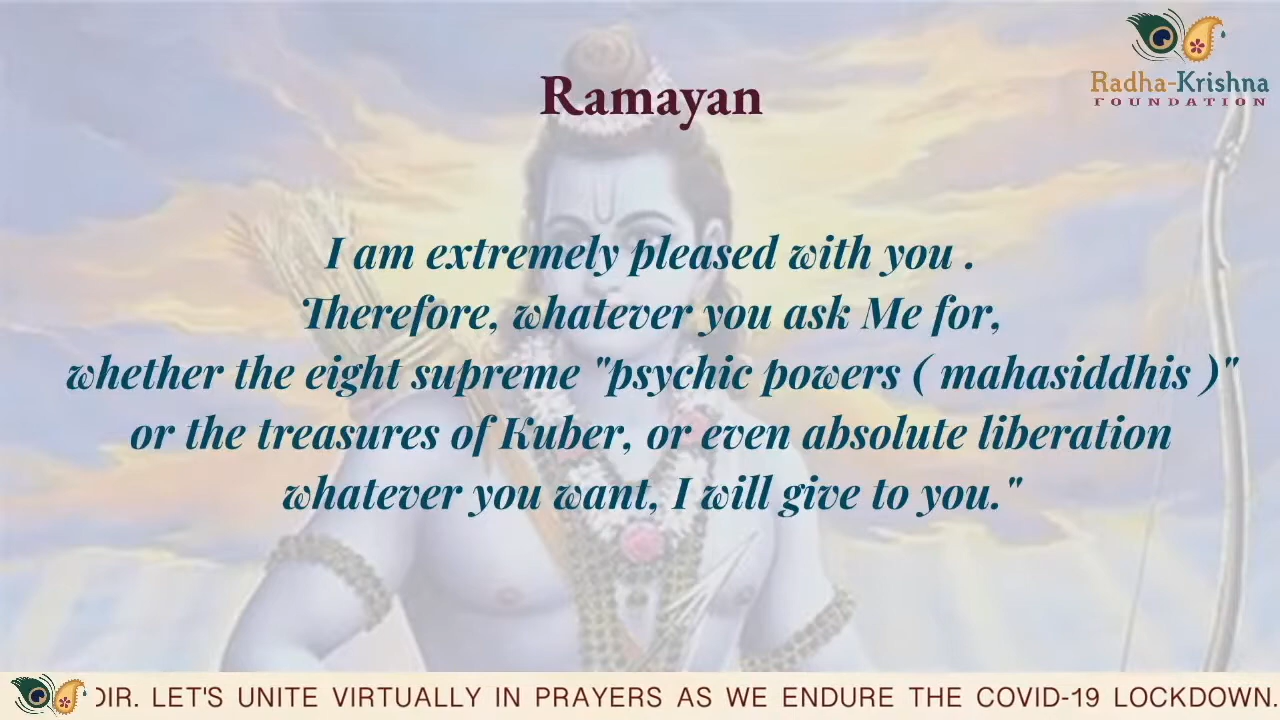 Radha-Krishna
FOUNDATION
Ramayan
I am extremely pleased with you .
Therefore, whatever you ask Me for,
whether the eight supreme "psychic powers ( mahasiddhis )"
or the treasures of Kuber, or even absolute liberation
whatever you want, I will give to you."
DIR. LET'S UNITE VIRTUALLY IN PRAYERS AS WE ENDURE THE COVID-19 LOCKDOWN.